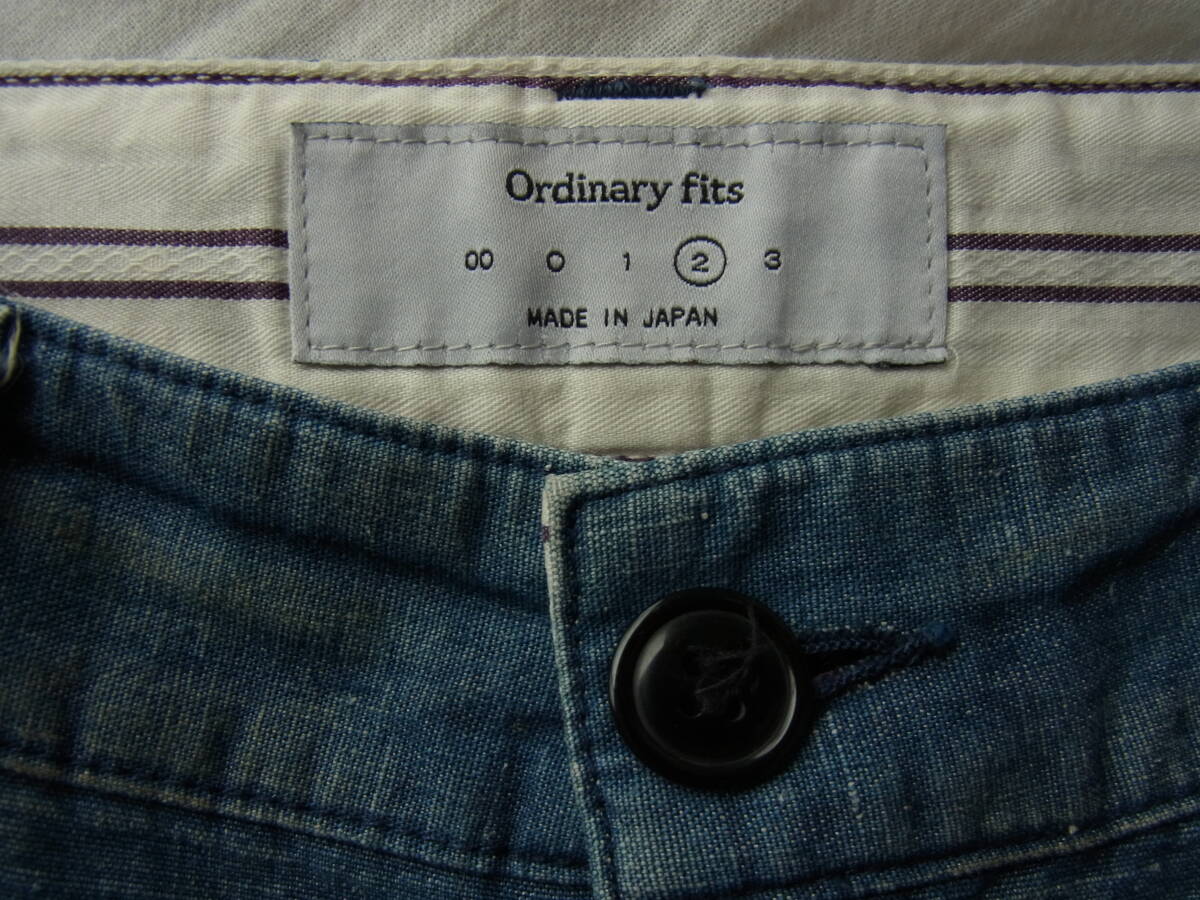 Ordinary fits
00 0 1 2 3
MADE IN JAPAN